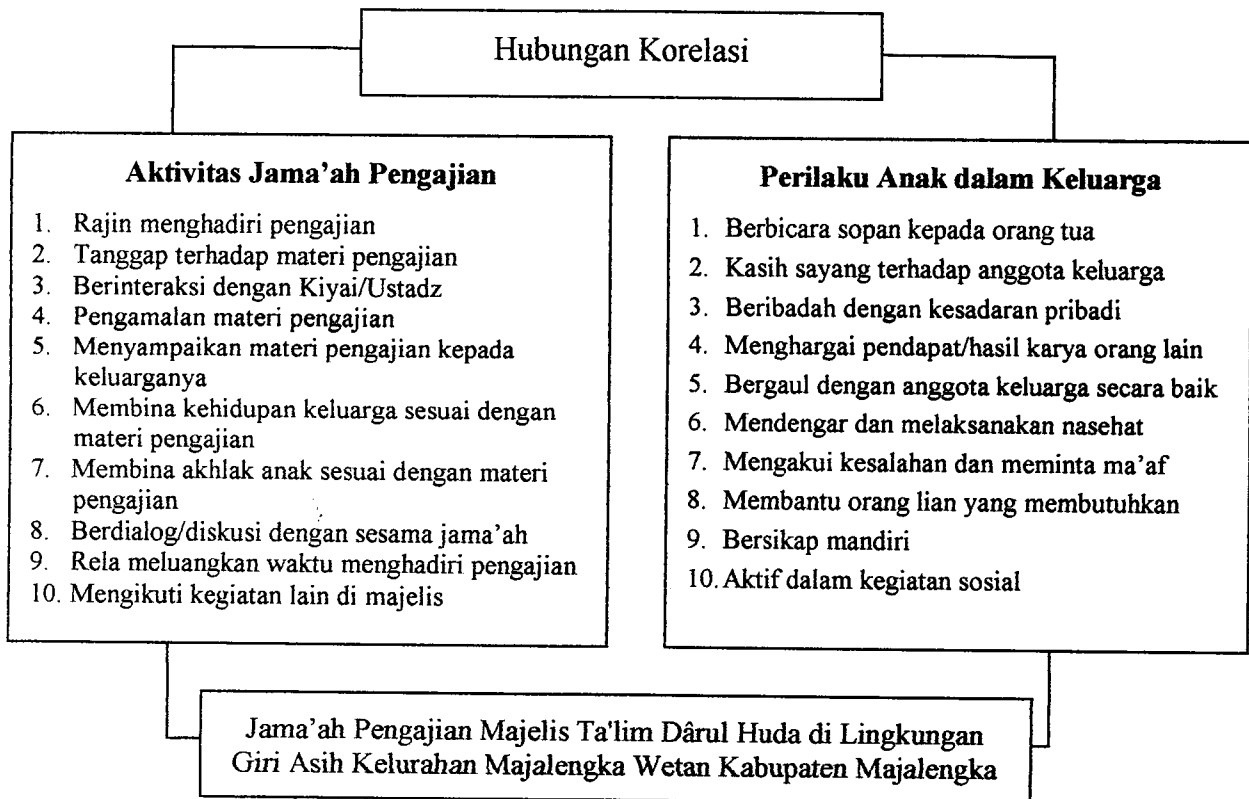 Hubungan Korelasi
Aktivitas Jama'ah Pengajian
1. Rajin menghadiri pengajian
2. Tanggap terhadap materi pengajian
3. Berinteraksi dengan Kiyai/Ustadz
4. Pengamalan materi pengajian
5. Menyampaikan materi pengajian kepada
keluarganya
6. Membina kehidupan keluarga sesuai dengan
materi pengajian
7. Membina akhlak anak sesuai dengan materi
pengajian
8. Berdialog/diskusi dengan sesama jama'ah
9. Rela meluangkan waktu menghadiri pengajian
10. Mengikuti kegiatan lain di majelis
Perilaku Anak dalam Keluarga
1. Berbicara sopan kepada orang tua
2. Kasih sayang terhadap anggota keluarga
3. Beribadah dengan kesadaran pribadi
4. Menghargai pendapat/hasil karya orang lain
5. Bergaul dengan anggota keluarga secara baik
6. Mendengar dan melaksanakan nasehat
7. Mengakui kesalahan dan meminta ma'af
8. Membantu orang lian yang membutuhkan
9. Bersikap mandiri
10. Aktif dalam kegiatan sosial
Jama'ah Pengajian Majelis Ta'lim Dârul Huda di Lingkungan
Giri Asih Kelurahan Majalengka Wetan Kabupaten Majalengka